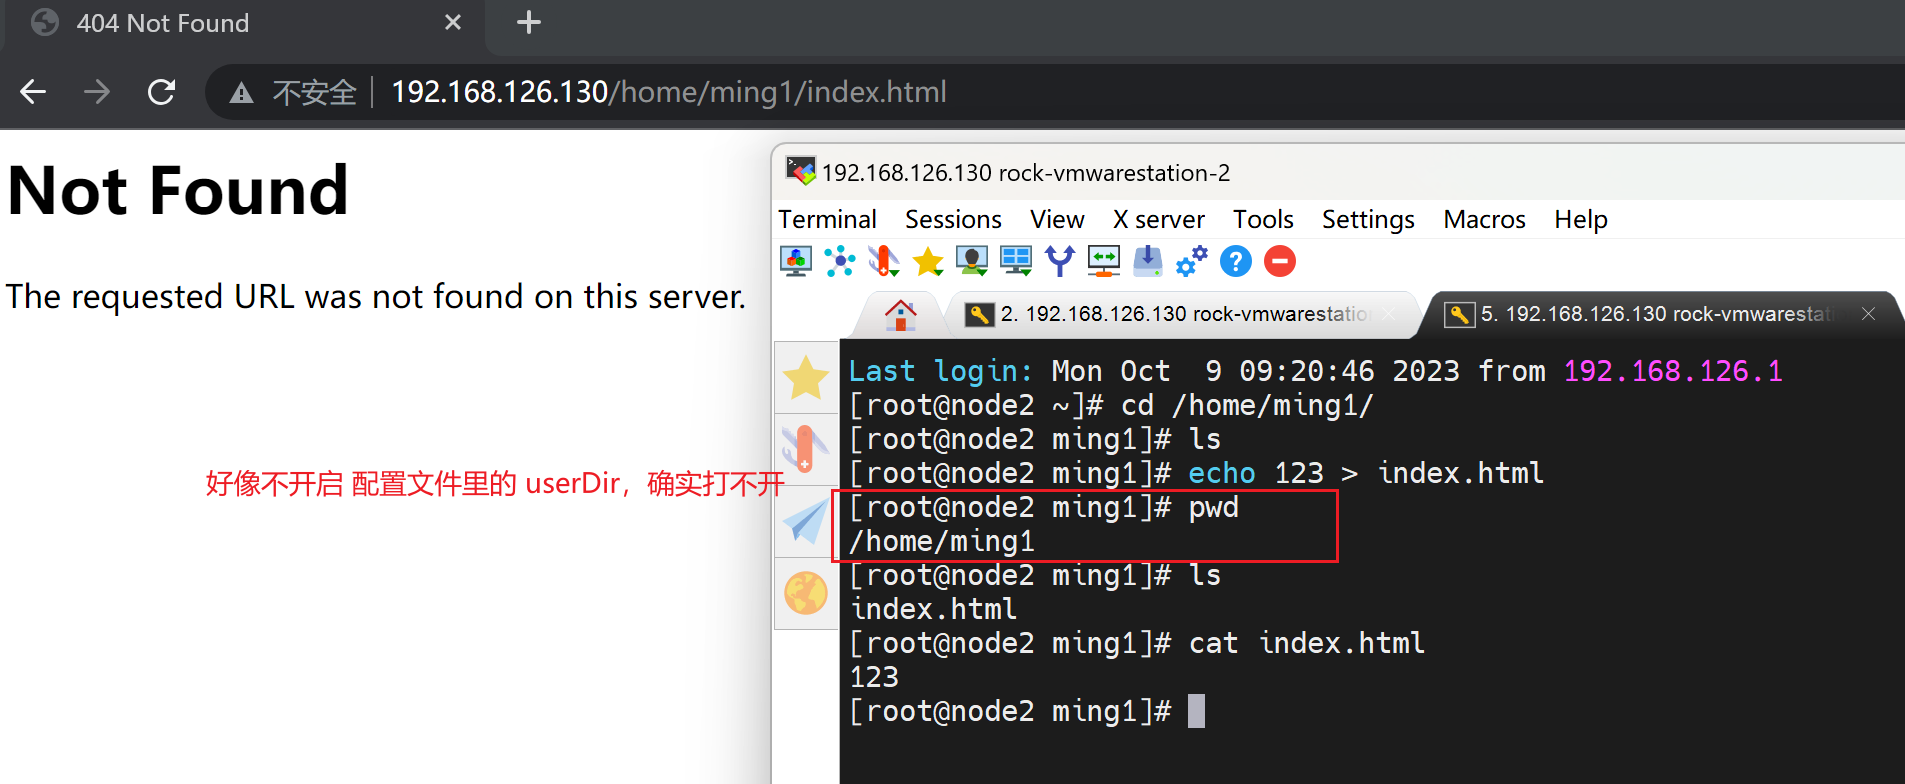 404 Not Found
不安全 192.168.126.130/home/ming1/index.html
Not Found
The requested URL was not found on this server.
好像不开启 配置文件里的 userDir，确实打不开
192.168.126.130 rock-vmwarestation-2
Terminal Sessions View X server Tools Settings Macros Help
2. 192.168.126.130 rock-vmwarestatio
5. 192.168.126.130 rock-vmwarestat
Last login: Mon Oct  9 09:20:46 2023 from 192.168.126.1
[root@node2 ~]# cd /home/ming1/
[root@node2 ming1]# ls
[root@node2 ming1]# echo 123 > index.html
[root@node2 ming1]# pwd
/home/ming1
[root@node2 ming1]# ls
index.html
[root@node2 ming1]# cat index.html
123
[root@node2 ming1]#